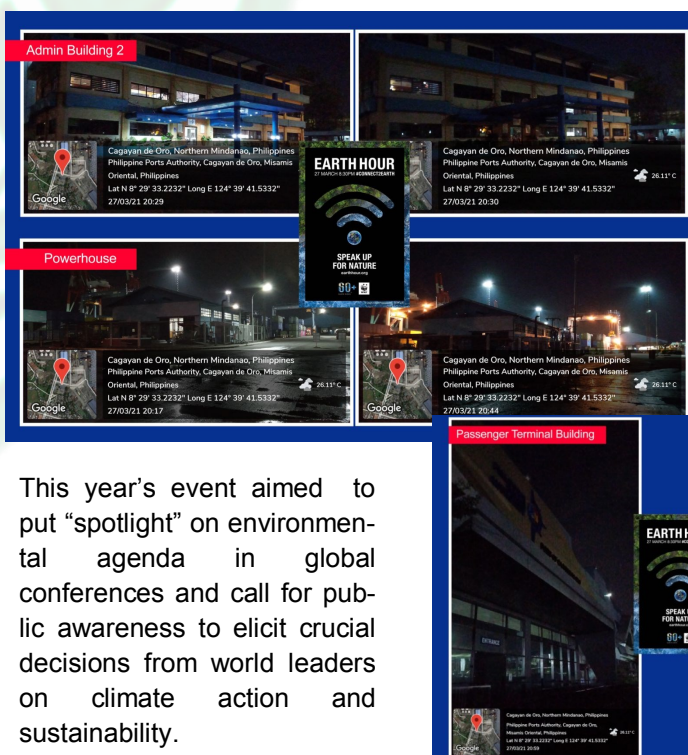 Admin Building 2
Cagayan de Oro, Northern Mindanao, Philippines
Philippine Ports Authority, Cagayan de Oro, Misamis
Oriental, Philippines
Lat N 8° 29' 33.2232" Long E 124° 39' 41.5332"
27/03/21 20:29
Google
Cagayan de Oro, Northern Mindanao, Philippines
Philippine Ports Authority, Cagayan de Oro, Misamis
Oriental, Philippines
26.11° C
Lat N 8° 29' 33.2232" Long E 124° 39' 41.5332"
27/03/21 20:30
EARTH HOUR
27 MARCH 8:30PM #CONNECT2EARTH
SPEAK UP
FOR NATURE
earthhour.org
60+
Powerhouse
Cagayan de Oro, Northern Mindanao, Philippines
Philippine Ports Authority, Cagayan de Oro, Misamis
Oriental, Philippines
26.11° C
Lat N 8° 29' 33.2232" Long E 124° 39' 41.5332"
27/03/21 20:17
Google
Cagayan de Oro, Northern Mindanao, Philippines
Philippine Ports Authority, Cagayan de Oro, Misamis
Oriental, Philippines
26.11° C
Lat N 8° 29' 33.2232" Long E 124° 39' 41.5332"
27/03/21 20:44
Google
This year’s event aimed to
put “spotlight” on environmen-
tal agenda in global
conferences and call for pub-
lic awareness to elicit crucial
decisions from world leaders
on climate action and
sustainability.
Passenger Terminal Building
ENTRANCE
Cagayan de Oro, Northern Mindanao, Philippines
Philippine Ports Authority, Cagayan de Oro,
Misamis Oriental, Philippines
26.11° C
Lat N 8° 29' 33.2232" Long E 124° 39' 41.5332"
27/03/21 20:59
Google
EARTH H
SPEAK
FOR NAT
60+